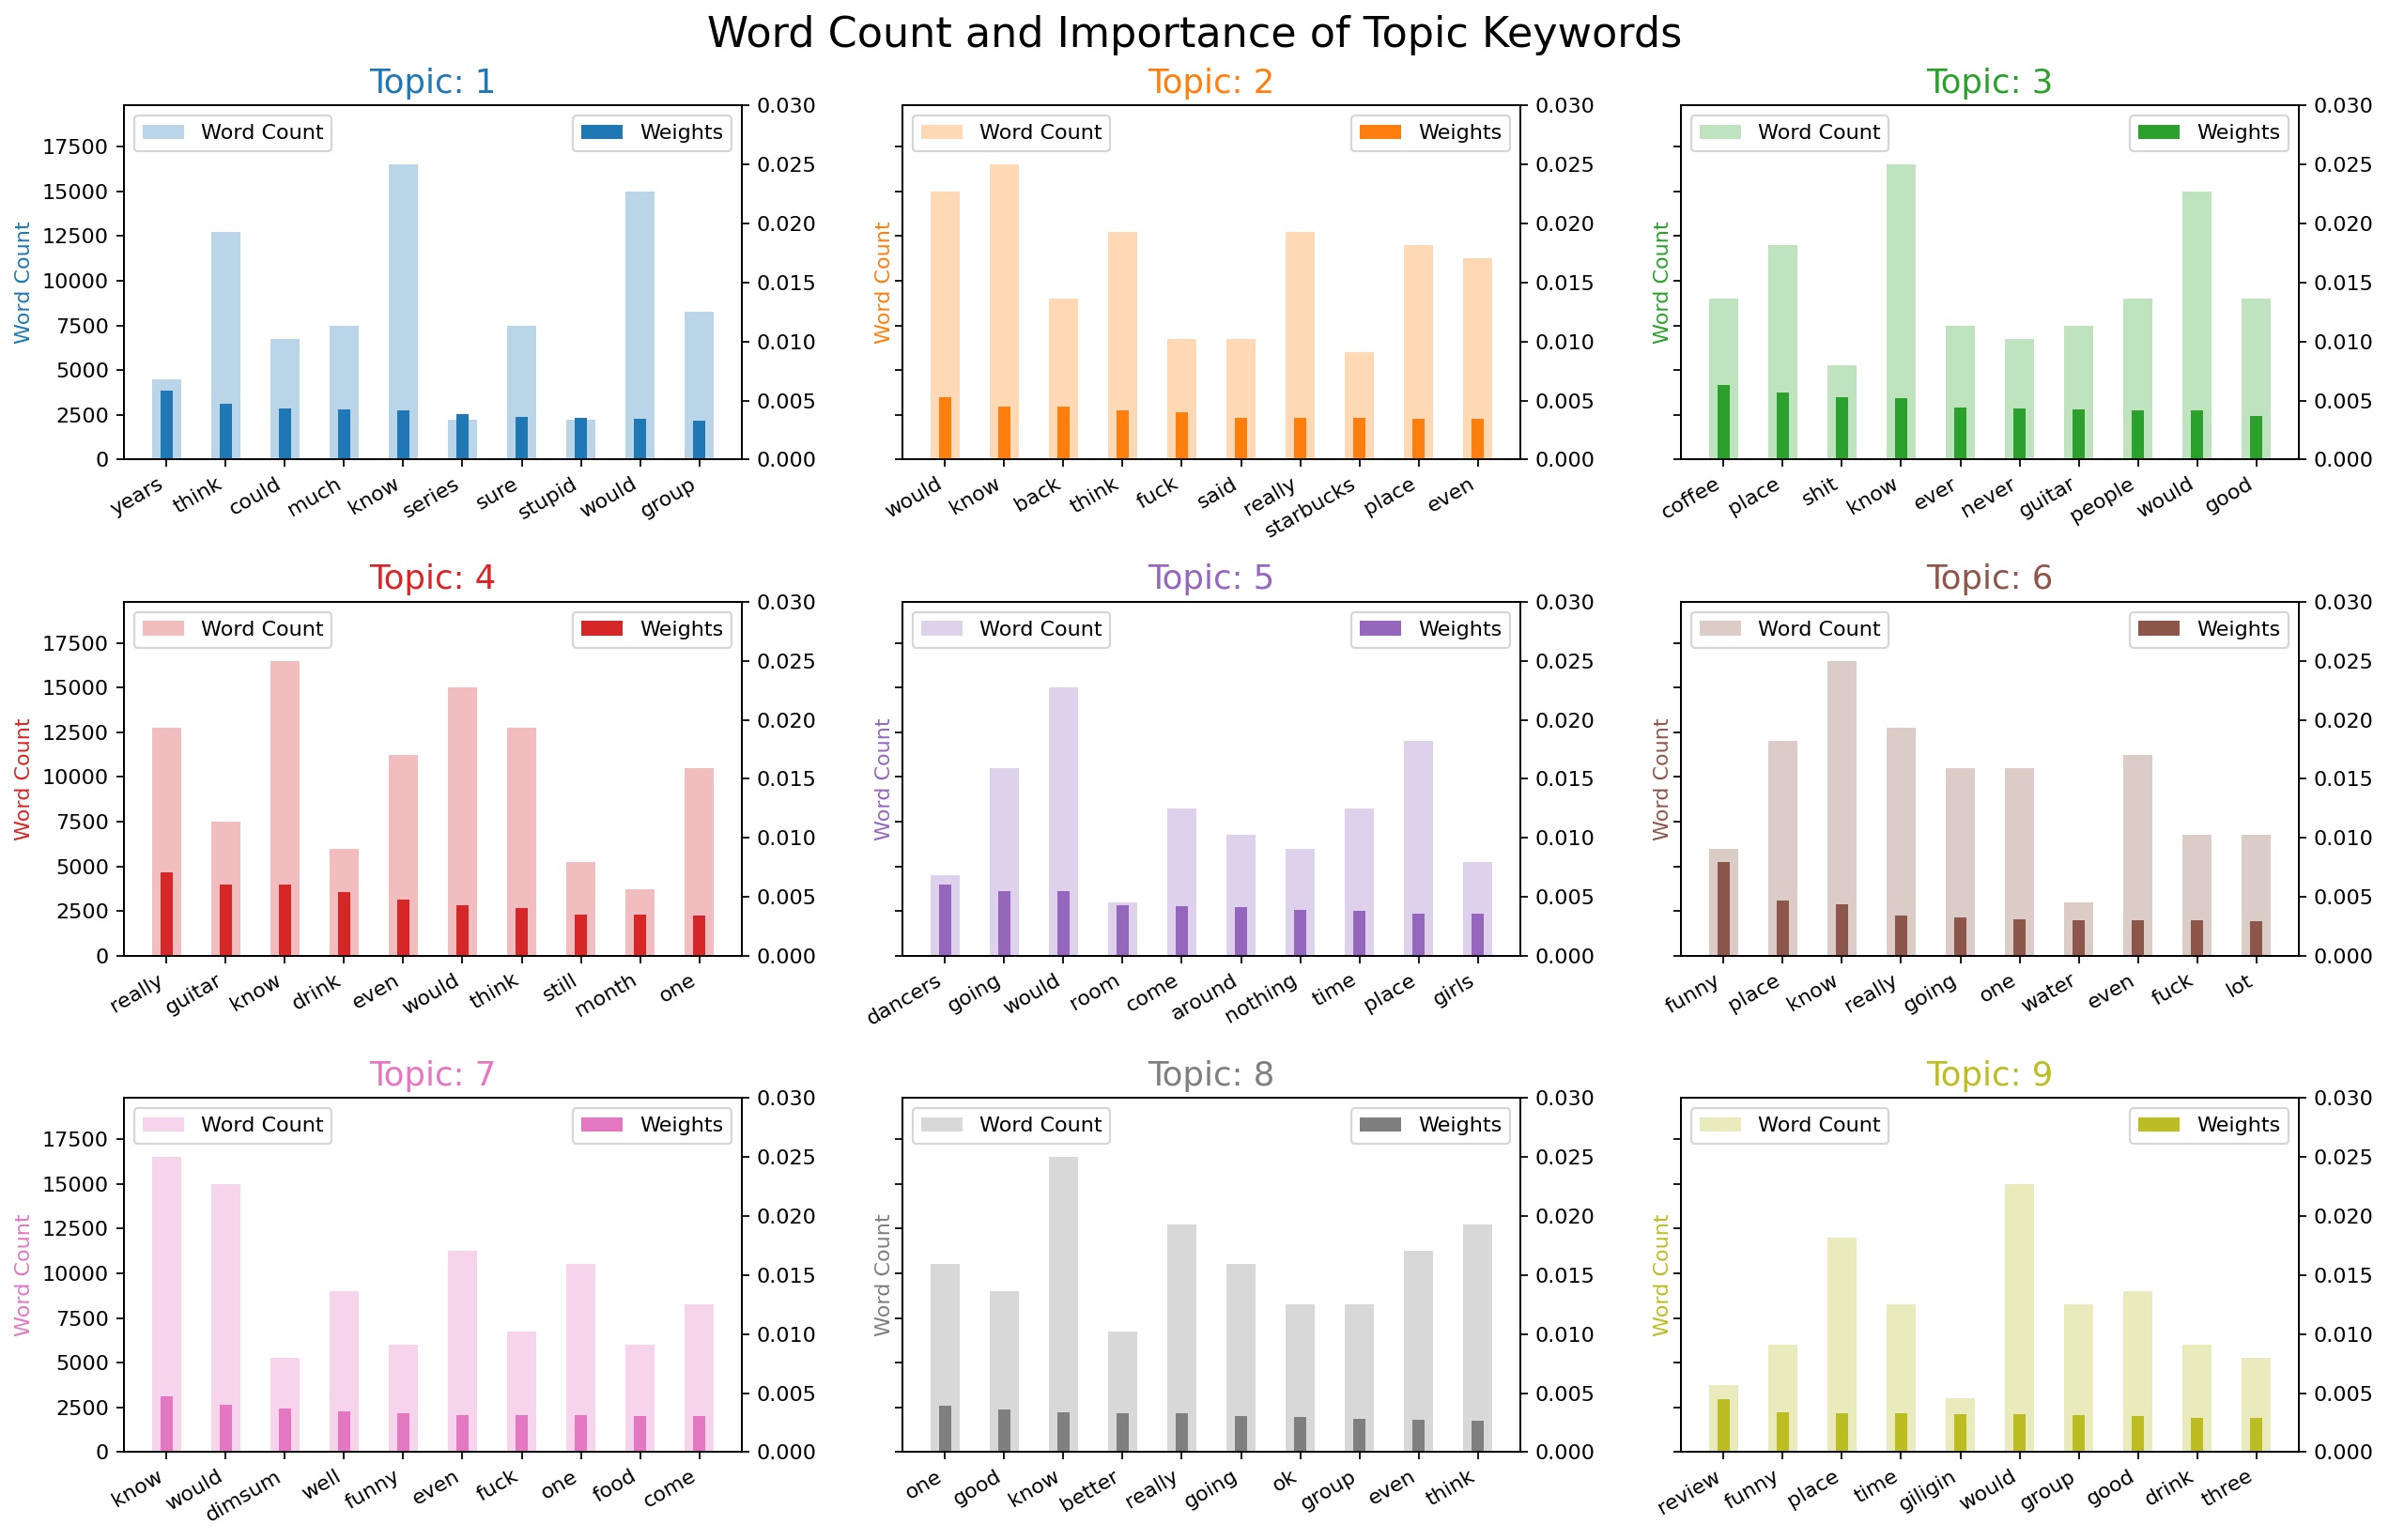 Word Count and Importance of Topic Keywords
Topic: 1
Word Count
Weights
Word Count
17500
15000
12500
10000
7500
5000
2500
0
0.030
0.025
0.020
0.015
0.010
0.005
0.000
years think could much know series sure stupid would group
Topic: 2
Word Count
Weights
Word Count
0.030
0.025
0.020
0.015
0.010
0.005
0.000
would know back think fuck said really starbucks place even
Topic: 3
Word Count
Weights
Word Count
0.030
0.025
0.020
0.015
0.010
0.005
0.000
coffee place shit know ever never guitar people would good
Topic: 4
Word Count
Weights
Word Count
17500
15000
12500
10000
7500
5000
2500
0
0.030
0.025
0.020
0.015
0.010
0.005
0.000
really guitar know drink even would think still month one
Topic: 5
Word Count
Weights
Word Count
0.030
0.025
0.020
0.015
0.010
0.005
0.000
dancers going would room come around nothing time place girls
Topic: 6
Word Count
Weights
Word Count
0.030
0.025
0.020
0.015
0.010
0.005
0.000
funny place know really going one water even fuck lot
Topic: 7
Word Count
Weights
Word Count
17500
15000
12500
10000
7500
5000
2500
0
0.030
0.025
0.020
0.015
0.010
0.005
0.000
know would dimsum well funny even fuck one food come
Topic: 8
Word Count
Weights
Word Count
0.030
0.025
0.020
0.015
0.010
0.005
0.000
one good know better really going ok group even think
Topic: 9
Word Count
Weights
Word Count
0.030
0.025
0.020
0.015
0.010
0.005
0.000
review funny place time giligin would group good drink three